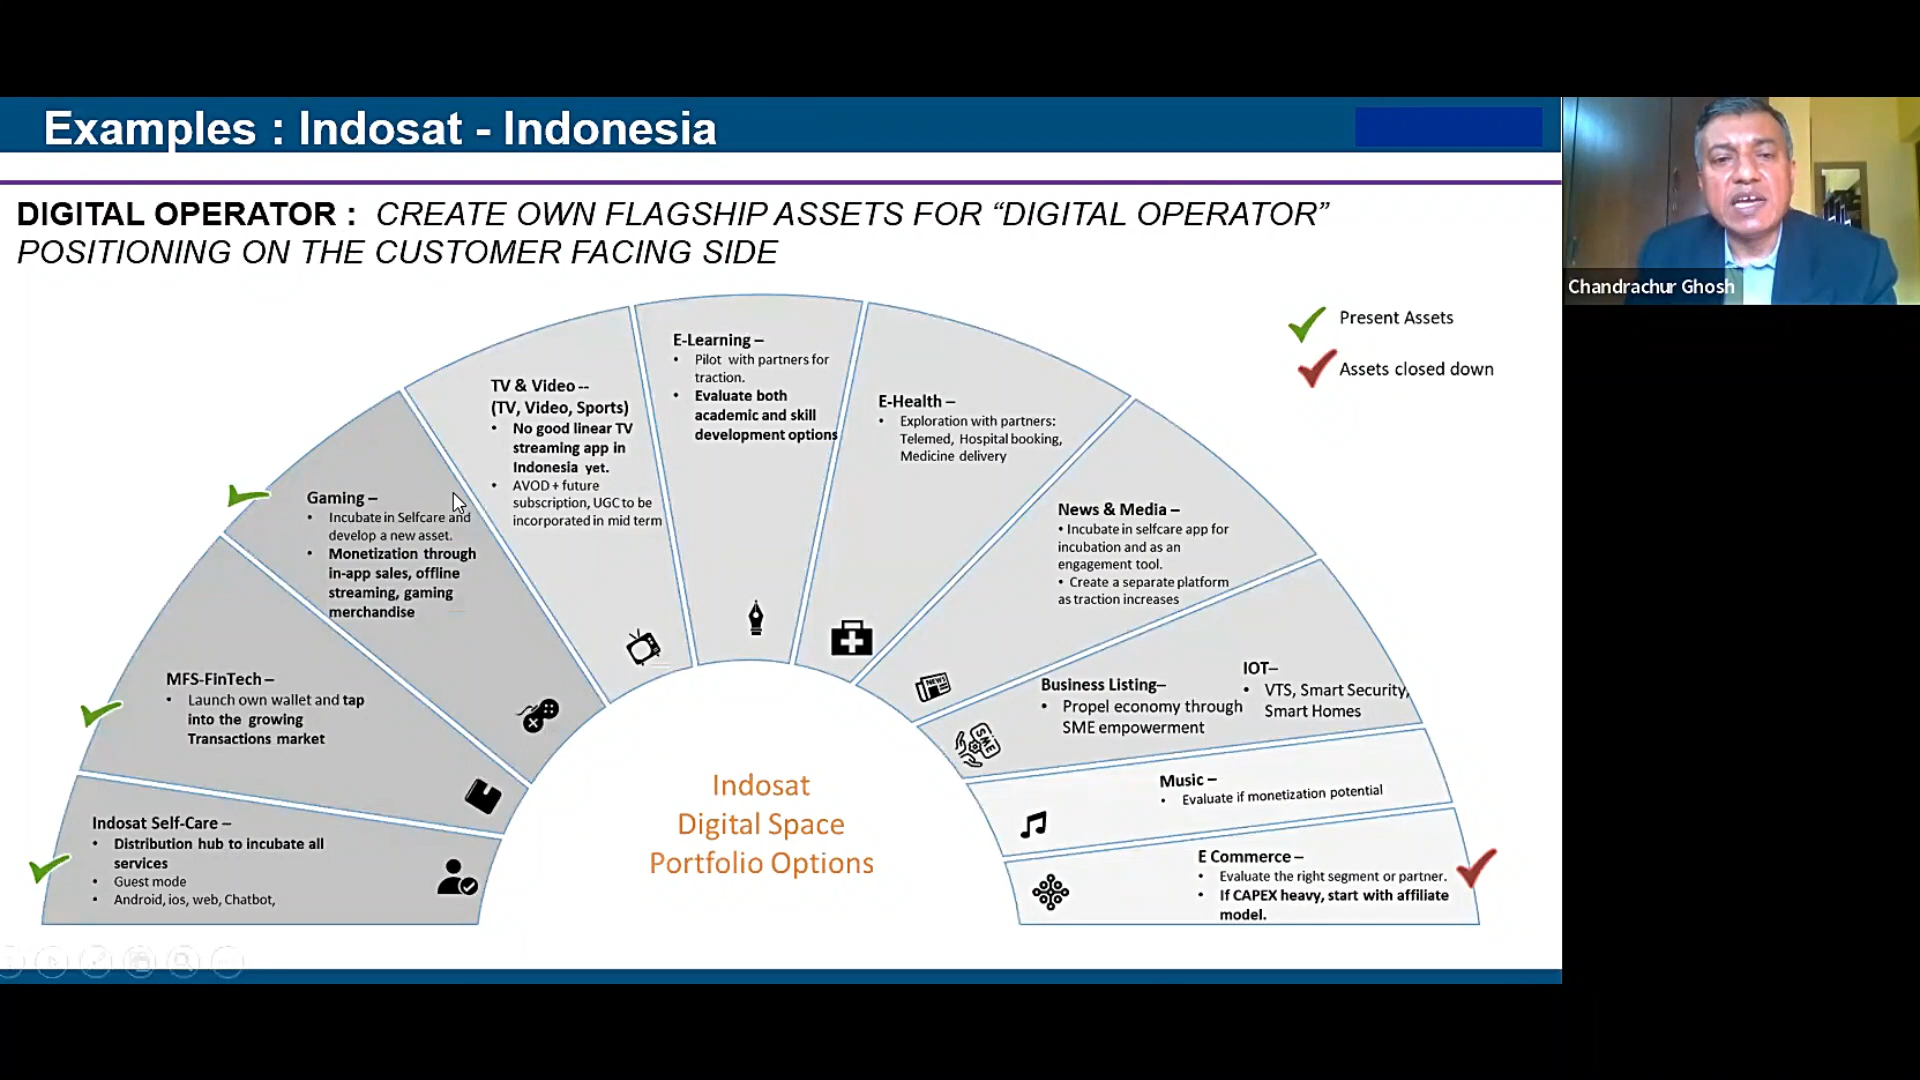 Examples : Indosat - Indonesia
DIGITAL OPERATOR : CREATE OWN FLAGSHIP ASSETS FOR “DIGITAL OPERATOR”
POSITIONING ON THE CUSTOMER FACING SIDE
Chandrachur Ghosh
Present Assets
Assets closed down
Indosat Self-Care –
• Distribution hub to incubate all
services
• Guest mode
• Android, ios, web, Chatbot,
MFS-FinTech –
• Launch own wallet and tap
into the growing
Transactions market
Gaming –
• Incubate in Selfcare and
develop a new asset.
• Monetization through
in-app sales, offline
streaming, gaming
merchandise
TV & Video --
(TV, Video, Sports)
• No good linear TV
streaming app in
Indonesia yet.
• AVOD + future
subscription, UGC to be
incorporated in mid term
E-Learning –
• Pilot with partners for
traction.
• Evaluate both
academic and skill
development options
E-Health –
• Exploration with partners:
Telemed, Hospital booking,
Medicine delivery
News & Media –
• Incubate in selfcare app for
incubation and as an
engagement tool.
• Create a separate platform
as traction increases
NEWS
Business Listing–
• Propel economy through
SME empowerment
SME
IOT–
• VTS, Smart Security,
Smart Homes
Music –
• Evaluate if monetization potential
E Commerce –
• Evaluate the right segment or partner.
• If CAPEX heavy, start with affiliate
model.
Indosat
Digital Space
Portfolio Options